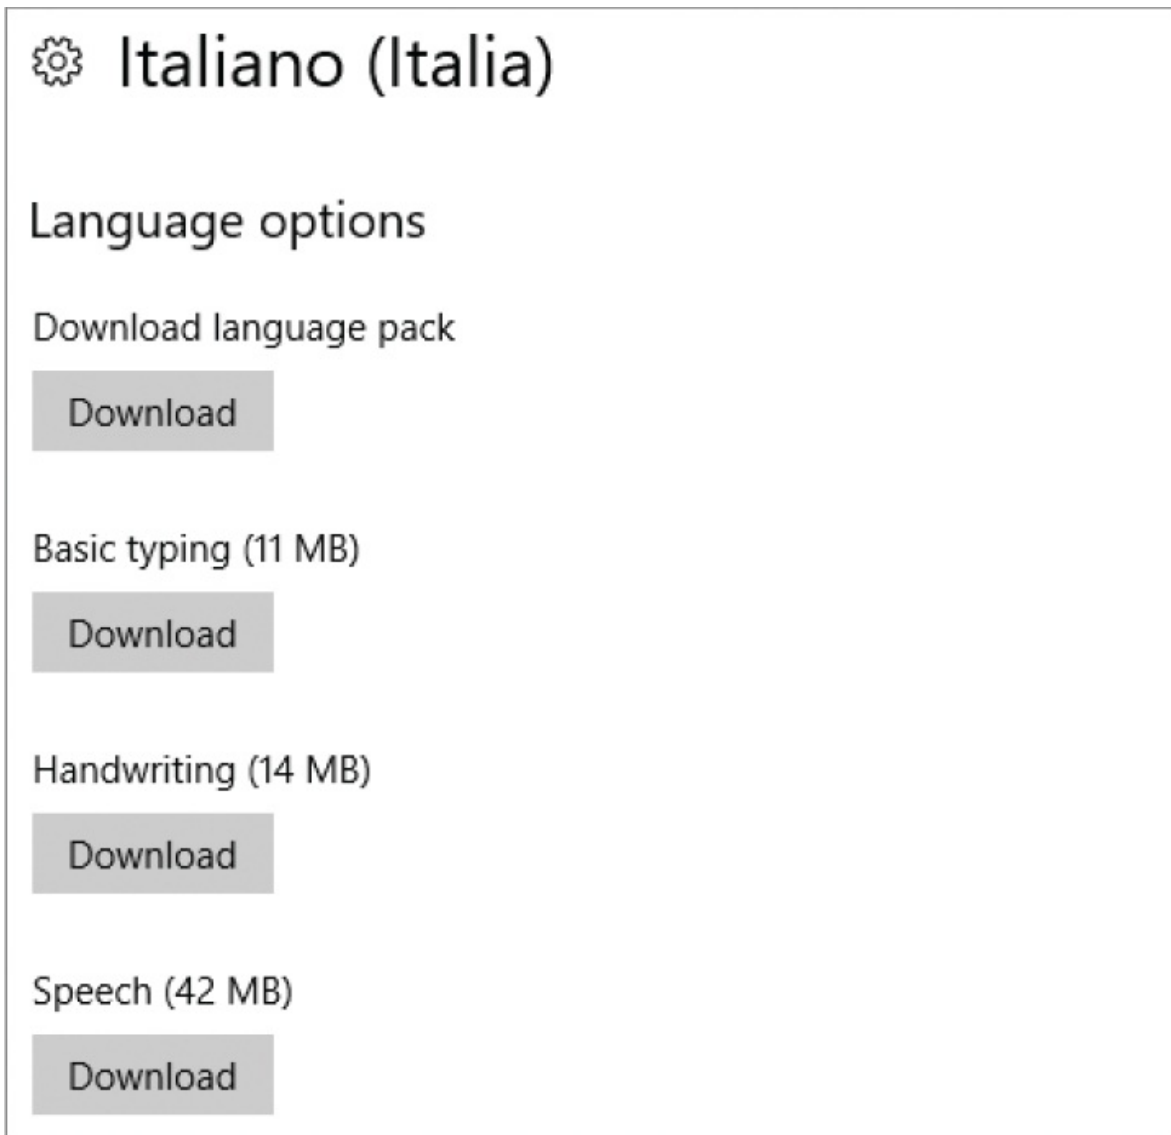 Italiano (Italia)
Language options
Download language pack
Download
Basic typing (11 MB)
Download
Handwriting (14 MB)
Download
Speech (42 MB)
Download